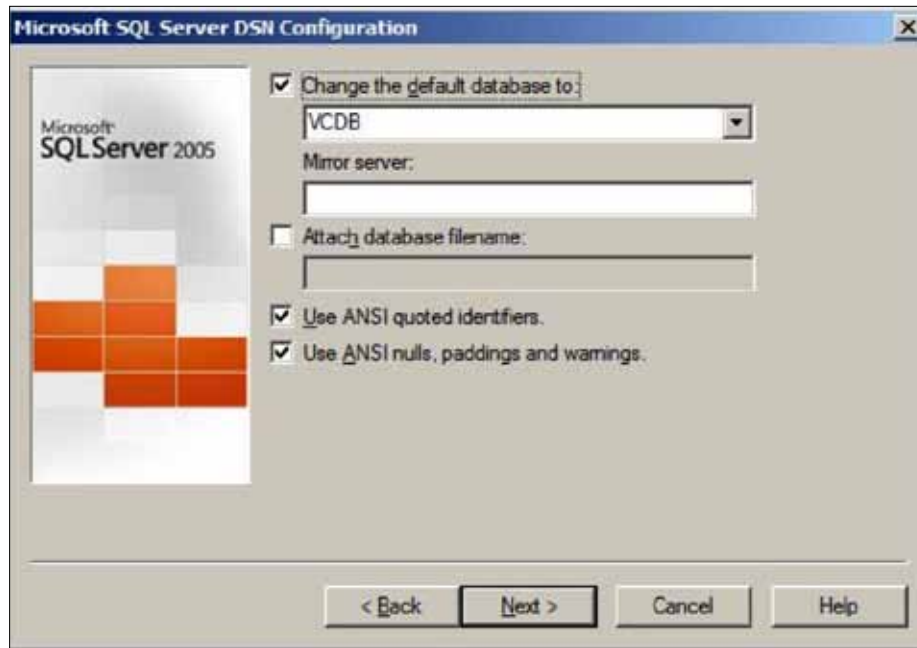 Microsoft SQL Server DSN Configuration
Microsoft
SQL Server 2005
Change the default database to:
VCDB
Mirror server:
Attach database filename:
Use ANSI quoted identifiers.
Use ANSI nulls, paddings and warnings.
< Back
Next >
Cancel
Help